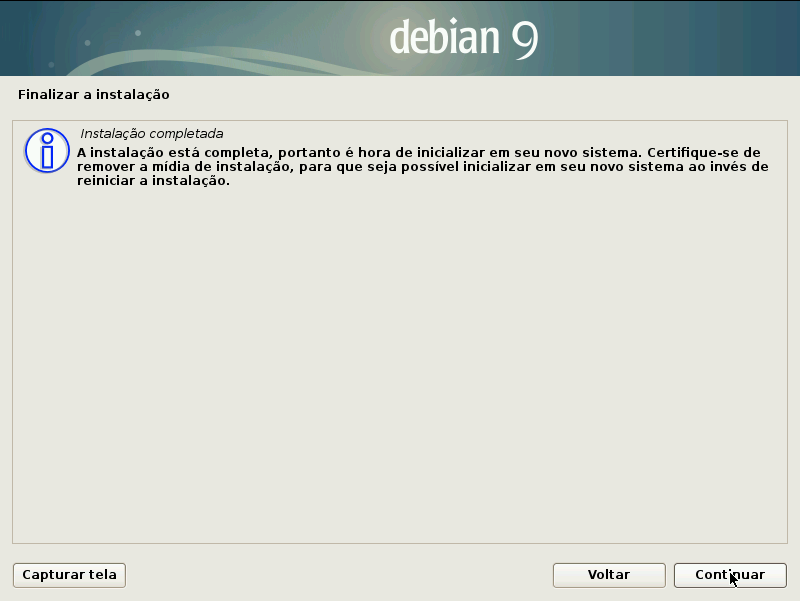 debian 9
Finalizar a instalação
Instalação completada
A instalação está completa, portanto é hora de inicializar em seu novo sistema. Certifique-se de
remover a mídia de instalação, para que seja possível inicializar em seu novo sistema ao invés de
reiniciar a instalação.
Capturar tela
Voltar
Continuar